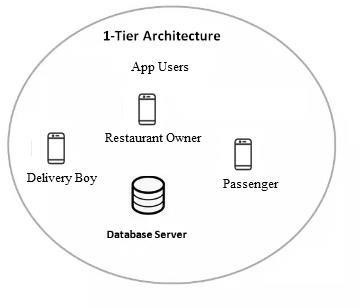 1-Tier Architecture
App Users
Restaurant Owner
Delivery Boy
Passenger
Database Server